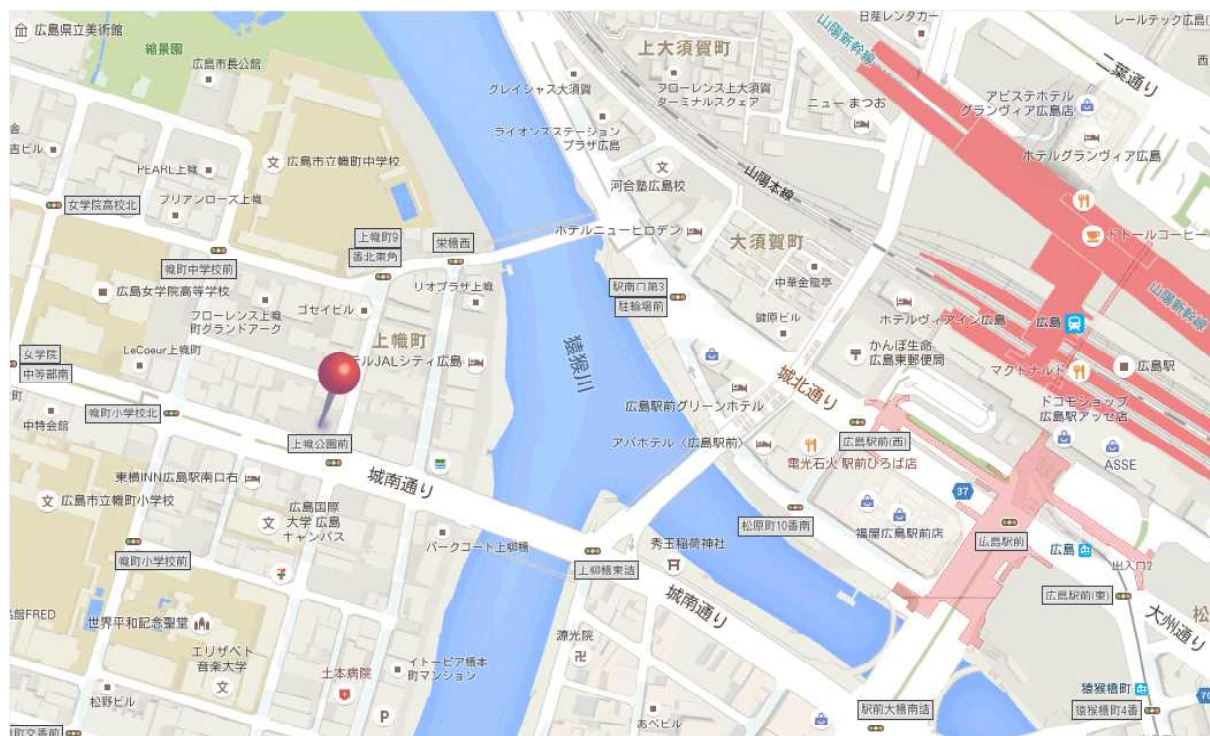 広島県立美術館
縮景園
広島市長公館
日産レンタカー
レールテック広島(
西
上大須賀町
山陽新幹線
二葉通り
グレイシャス大須賀
フローレンス上大須賀
ターミナルスクェア
ニュー まつお
アビステホテル
グランヴィア広島店
ホテルグランヴィア広島
会
吉ビル
PEARL上幟
広島市立幟町中学校
ライオンズステーション
プラザ広島
河合塾広島校
山陽本線
女学院高校北
ブリアンローズ上幟
上幟町9
番北東角
栄橋西
ホテルニューヒロデン
大須賀町
ドトールコーヒー
幟町中学校前
広島女学院高等学校
フローレンス上幟
町グランドアーク
ゴセイビル
リオプラザ上幟
駅南口第3
駐輪場前
中華金龍亭
鍵原ビル
ホテルヴィアイン広島
広島
山陽新幹線
女学院
中等部南
LeCoeur上幟町
上幟町
テルJALシティ広島
猿猴川
かんぽ生命
広島東郵便局
マクドナルド
広島駅
町
中特会館
幟町小学校北
城北通り
広島駅前グリーンホテル
ドコモショップ
広島駅アッセ店
上幟公園前
アパホテル〈広島駅前〉
広島駅前(西)
電光石火 駅前ひろば店
ASSE
東横INN広島駅南口右
城南通り
広島市立幟町小学校
広島国際
大学 広島
キャンパス
37
松原町10番南
福屋広島駅前店
広島駅前
広島
出入口2
幟町小学校前
パークコート上柳橋
上柳橋東詰
秀玉稲荷神社
広島駅前(東)
城南通り
大州通り
松
館FRED
世界平和記念聖堂
エリザベト
音楽大学
源光院
土本病院
イトーピア橋本
町マンション
松野ビル
P
あべビル
駅前大橋南詰
猿猴橋町
猿猴橋町4番
70
町交番前